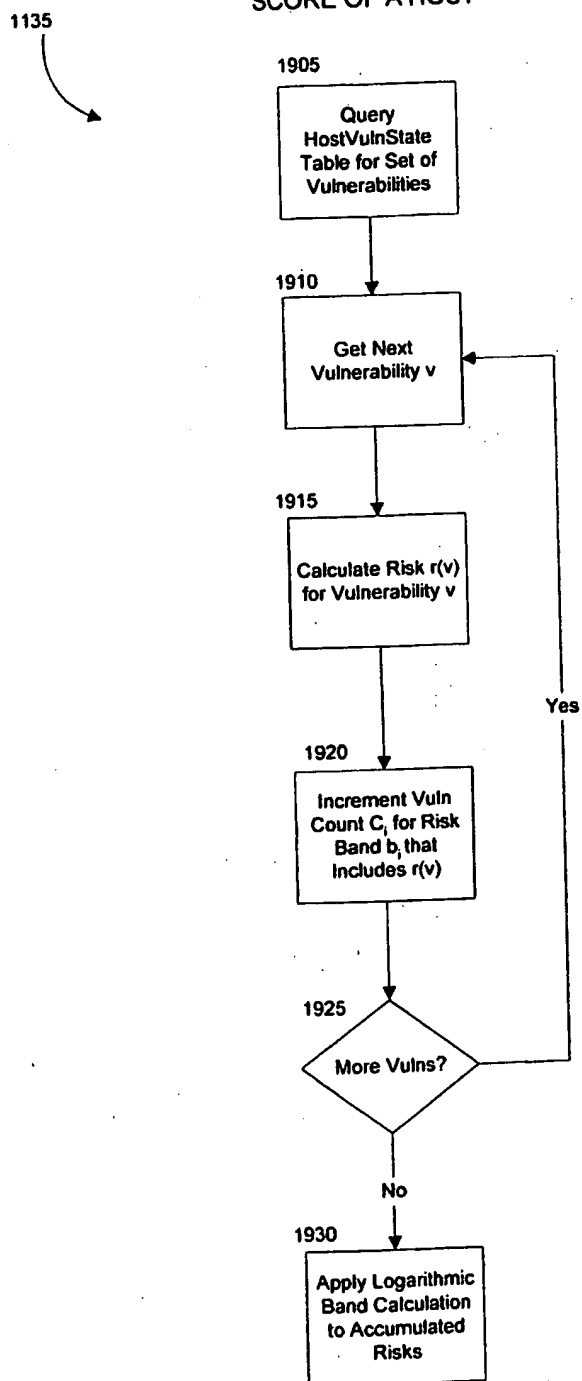 SCORE OF A HOST
1135
1905
Query
HostVulnState
Table for Set of
Vulnerabilities
1910
Get Next
Vulnerability v
1915
Calculate Risk r(v)
for Vulnerability v
Yes
1920
Increment Vuln
Count Ci for Risk
Band bi that
Includes r(v)
1925
More Vulns?
No
1930
Apply Logarithmic
Band Calculation
to Accumulated
Risks